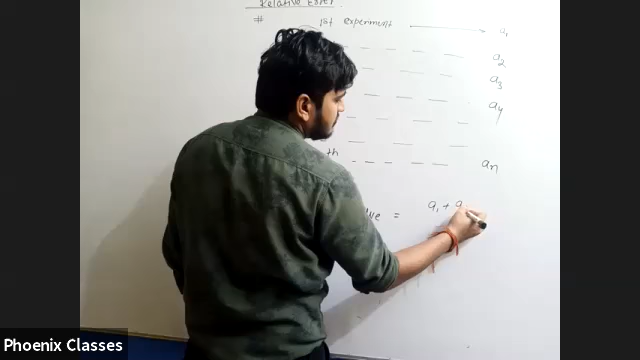 Relative Error
# 1st experiment → a₁
— — — — a₂
— — — a₃
— — — — a₄
— — — —
— — —
th — — — — — aₙ
= a₁ + a
Phoenix Classes